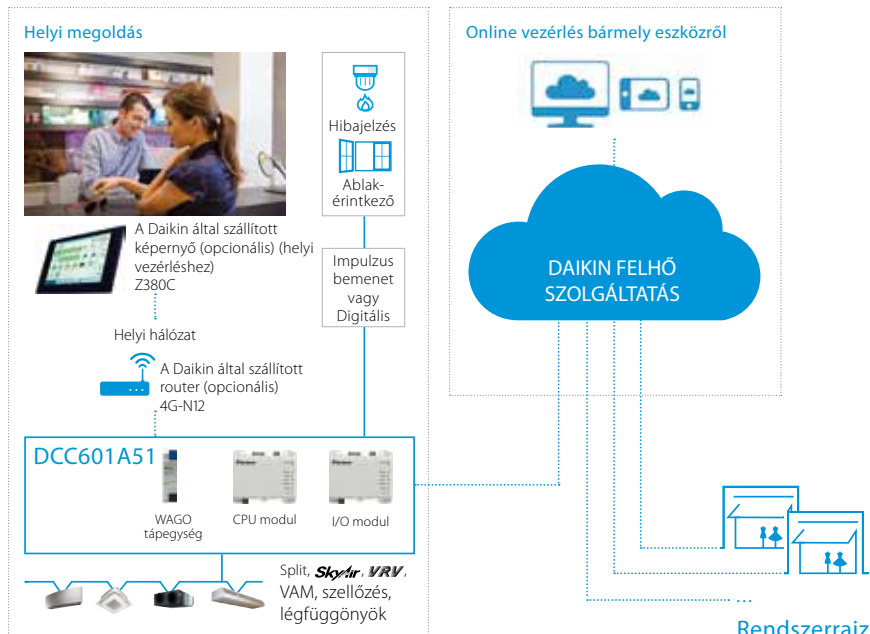 Helyi megoldás
Hibajelzés
Ablak-
érintkező
A Daikin által szállított
képernyő (opcionális) (helyi
vezérléshez)
Z380C
Impulzus
bemenet
vagy
Digitális
Helyi hálózat
A Daikin által szállított
router (opcionális)
4G-N12
DCC601A51
WAGO
tápegység
CPU modul
I/O modul
Split, SkyAir, VRV,
VAM, szellőzés,
légfüggönyök
Online vezérlés bármely eszközről
DAIKIN FELHŐ
SZOLGÁLTATÁS
...
Rendszerrajz